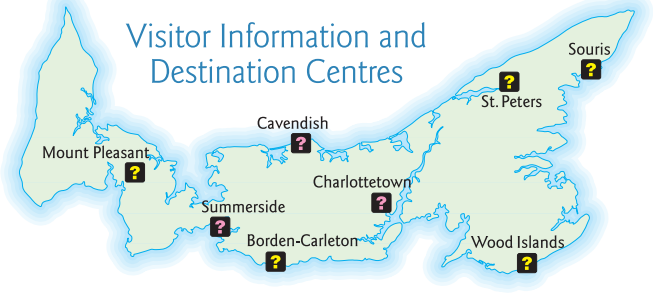 Visitor Information and
Destination Centres
Souris
?
?
St. Peters
Cavendish
?
Mount Pleasant
?
Charlottetown
?
Summerside
?
Borden-Carleton
?
Wood Islands
?